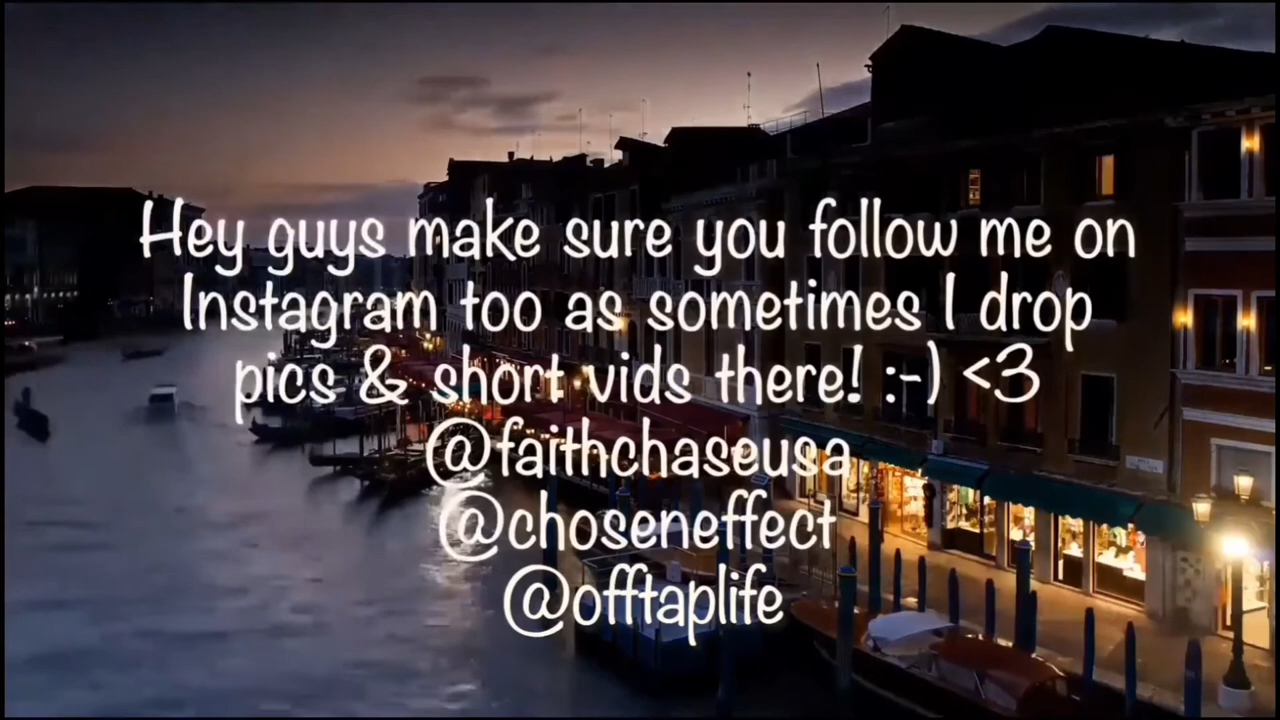 Hey guys make sure you follow me on
Instagram too as sometimes I drop
pics & short vids there! :-) <3
@faithchaseusa
@choseneffect
@offtaplife